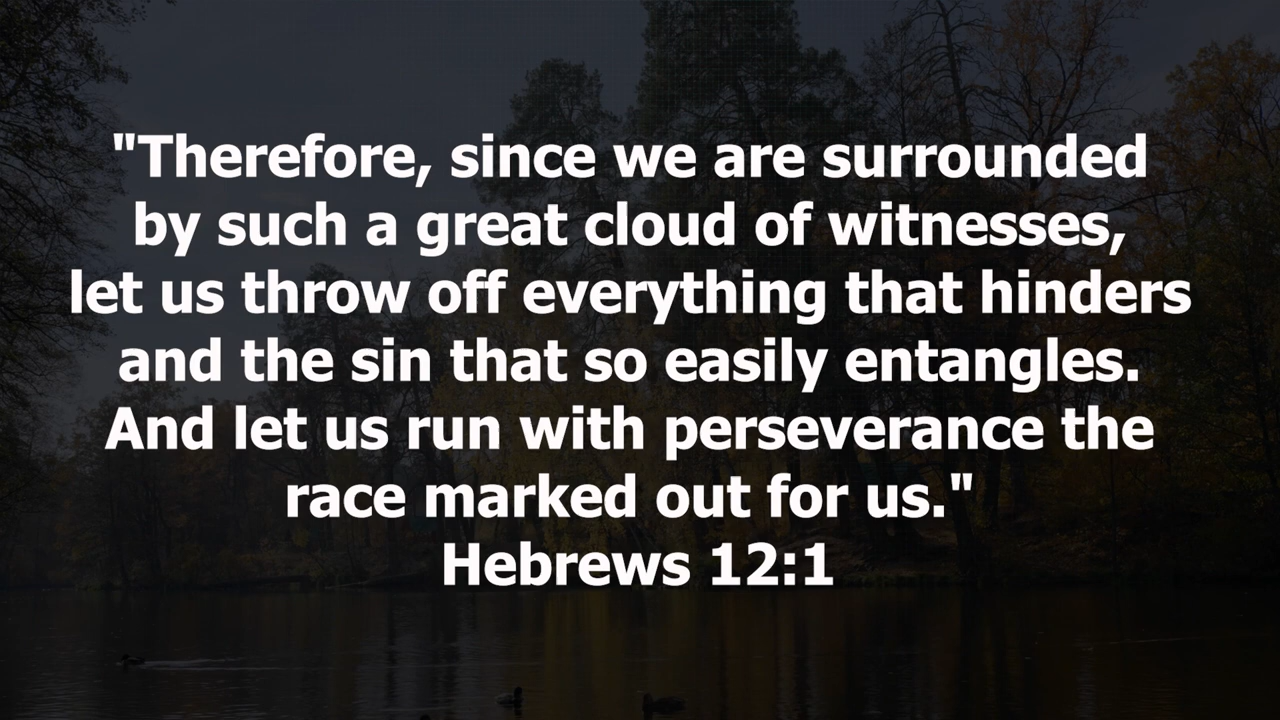 "Therefore, since we are surrounded
by such a great cloud of witnesses,
let us throw off everything that hinders
and the sin that so easily entangles.
And let us run with perseverance the
race marked out for us."
Hebrews 12:1